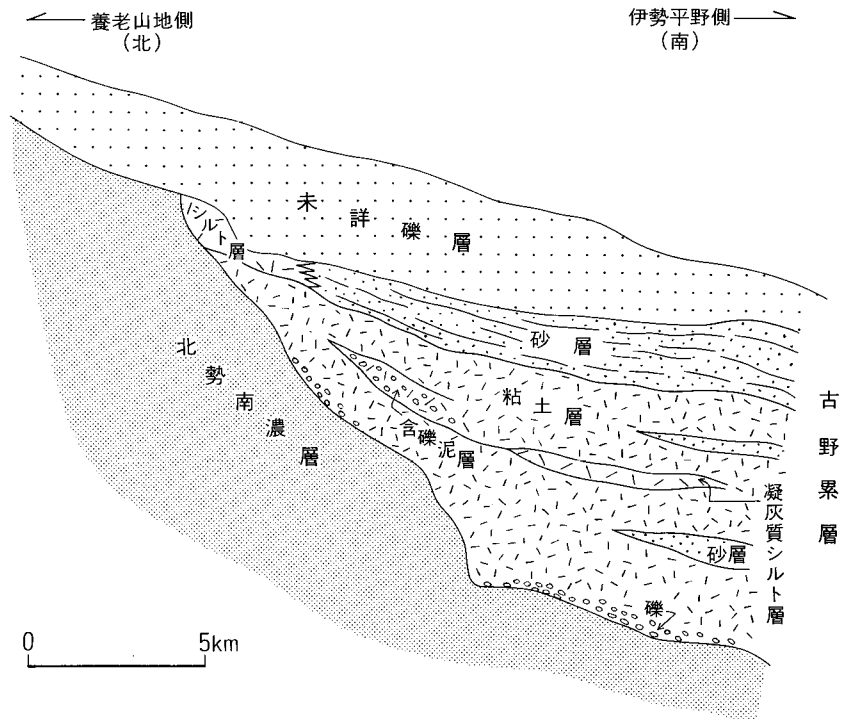 養老山地側
(北)
伊勢平野側
(南)
未詳礫層
シルト層
砂層
北勢南濃層
粘土層
含礫泥層
古野累層
凝灰質シルト層
砂層
礫
0 5km